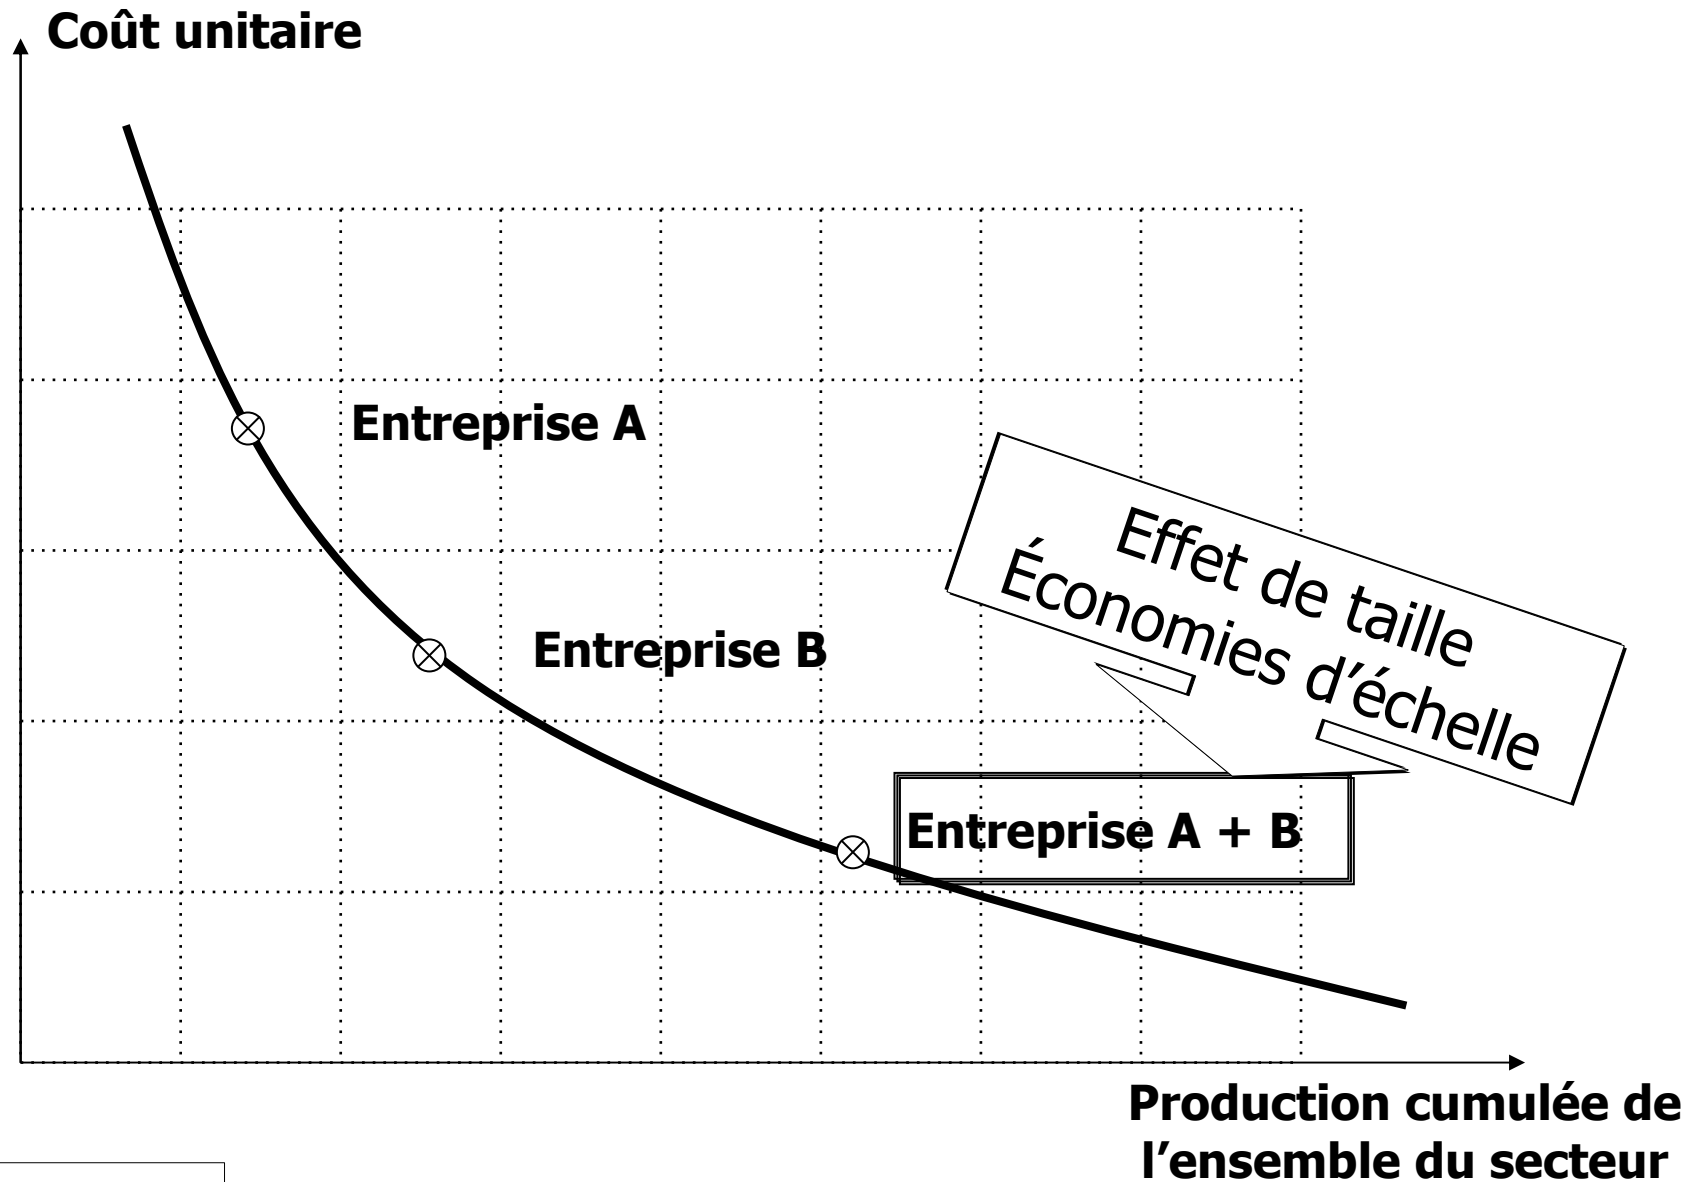 Coût unitaire
Entreprise A
Entreprise B
Effet de taille
Économies d’échelle
Entreprise A + B
Production cumulée de
l’ensemble du secteur